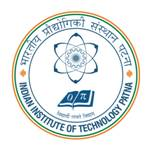 भारतीय प्रौद्योगिकी संस्थान पटना
INDIAN INSTITUTE OF TECHNOLOGY PATNA